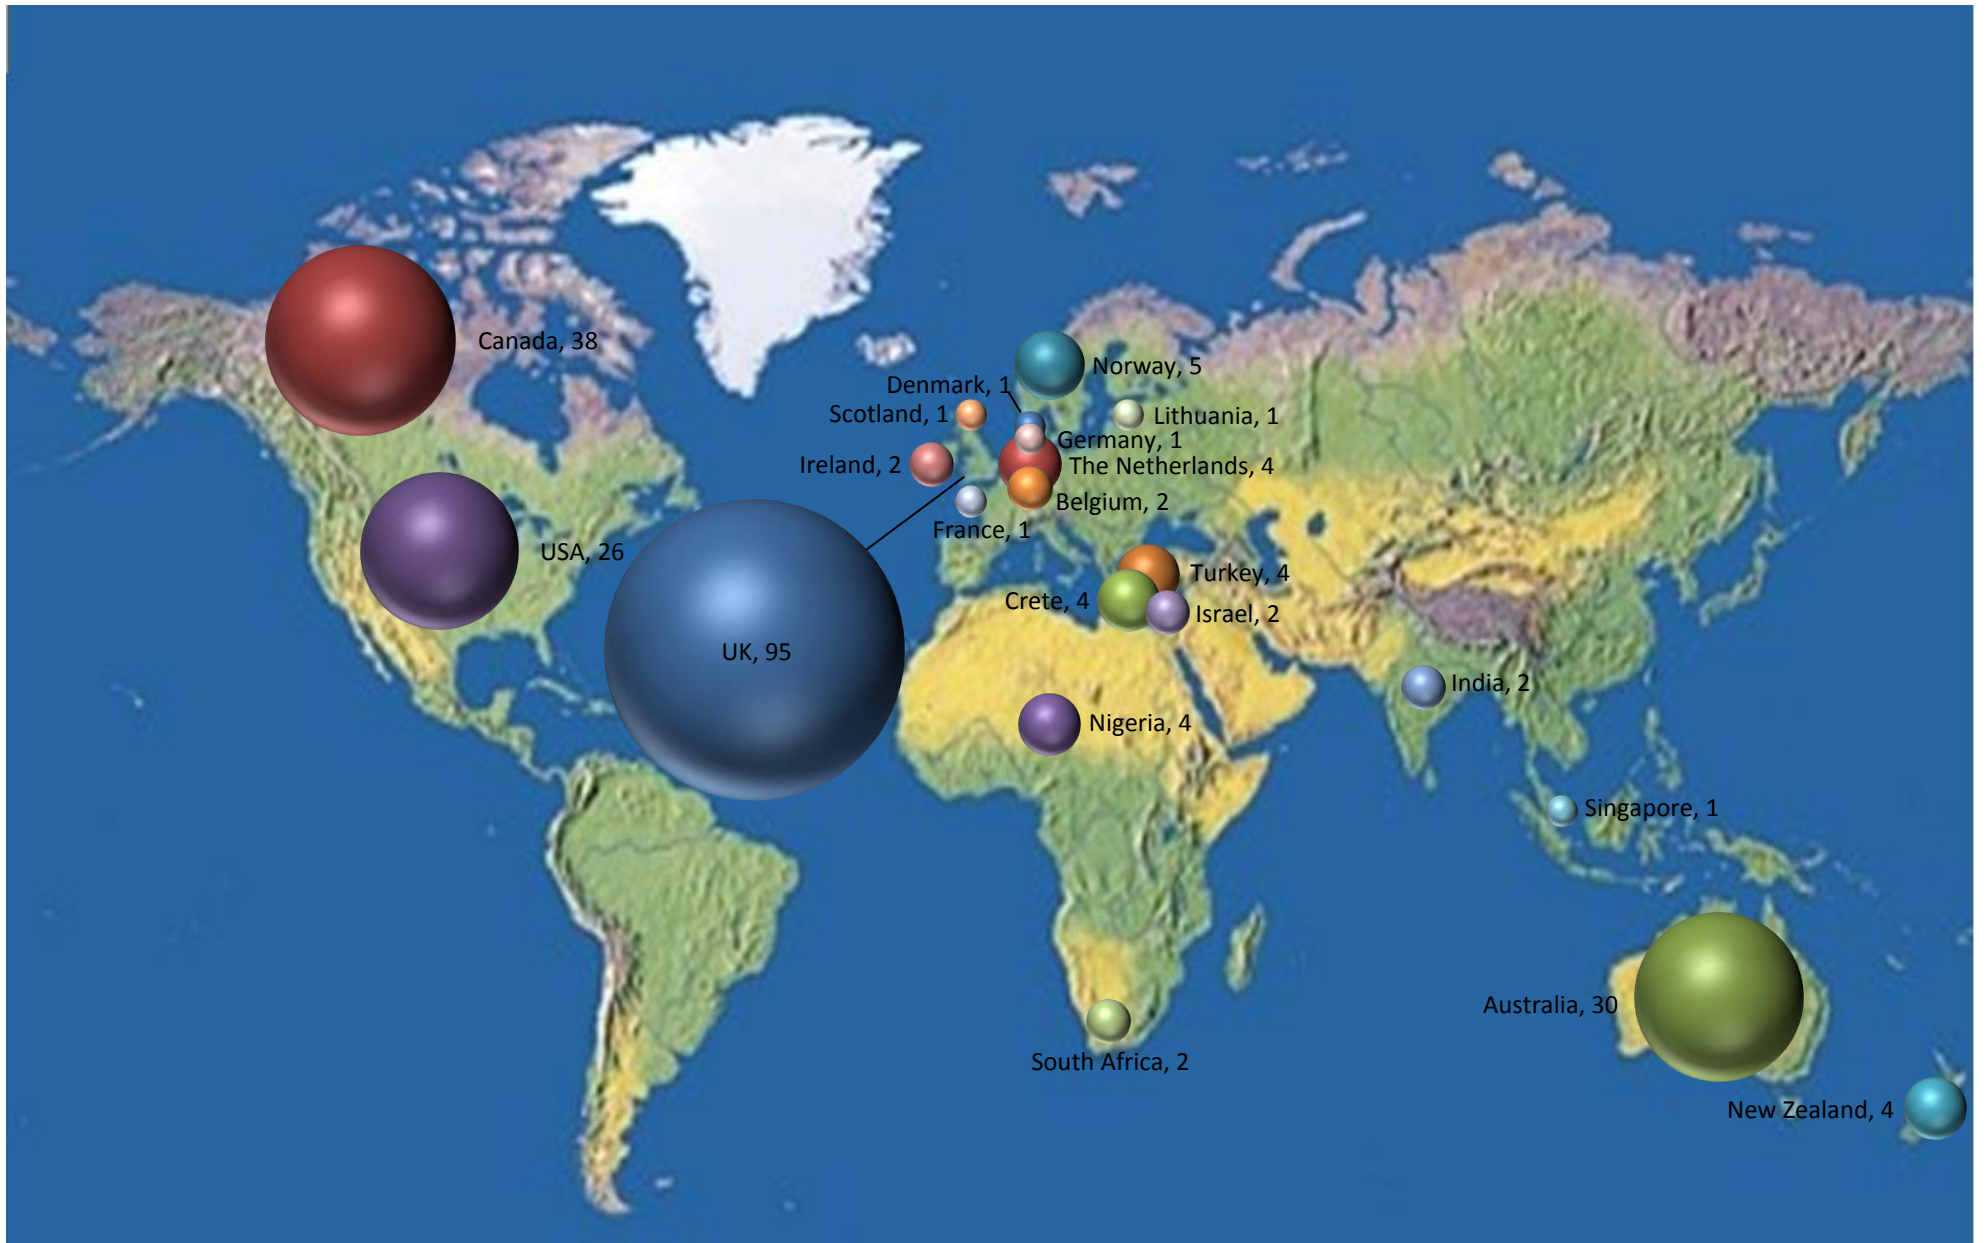 Canada, 38
Norway, 5
Denmark, 1
Scotland, 1
Lithuania, 1
Germany, 1
Ireland, 2
The Netherlands, 4
Belgium, 2
France, 1
USA, 26
Turkey, 4
Crete, 4
Israel, 2
UK, 95
India, 2
Nigeria, 4
Singapore, 1
Australia, 30
South Africa, 2
New Zealand, 4